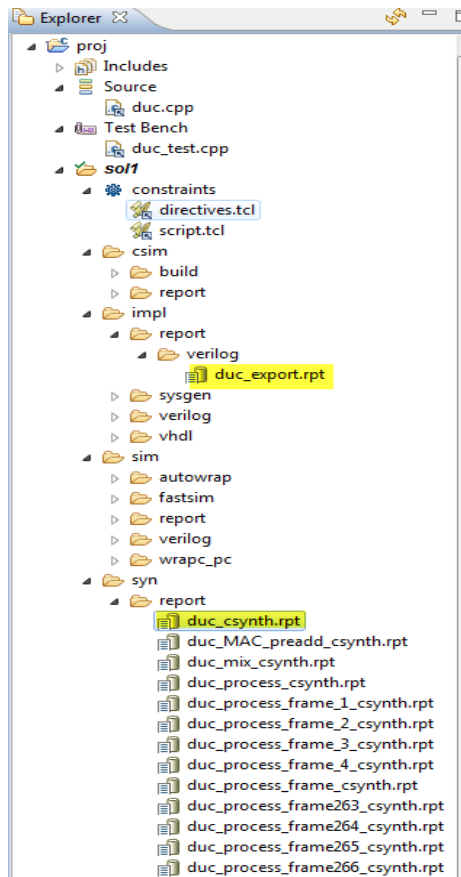 Explorer
proj
Includes
Source
duc.cpp
Test Bench
duc_test.cpp
sol1
constraints
directives.tcl
script.tcl
csim
build
report
impl
report
verilog
duc_export.rpt
sysgen
verilog
vhdl
sim
autowrap
fastsim
report
verilog
wrapc_pc
syn
report
duc_csynth.rpt
duc_MAC_preadd_csynth.rpt
duc_mix_csynth.rpt
duc_process_csynth.rpt
duc_process_frame_1_csynth.rpt
duc_process_frame_2_csynth.rpt
duc_process_frame_3_csynth.rpt
duc_process_frame_4_csynth.rpt
duc_process_frame_csynth.rpt
duc_process_frame263_csynth.rpt
duc_process_frame264_csynth.rpt
duc_process_frame265_csynth.rpt
duc_process_frame266_csynth.rpt